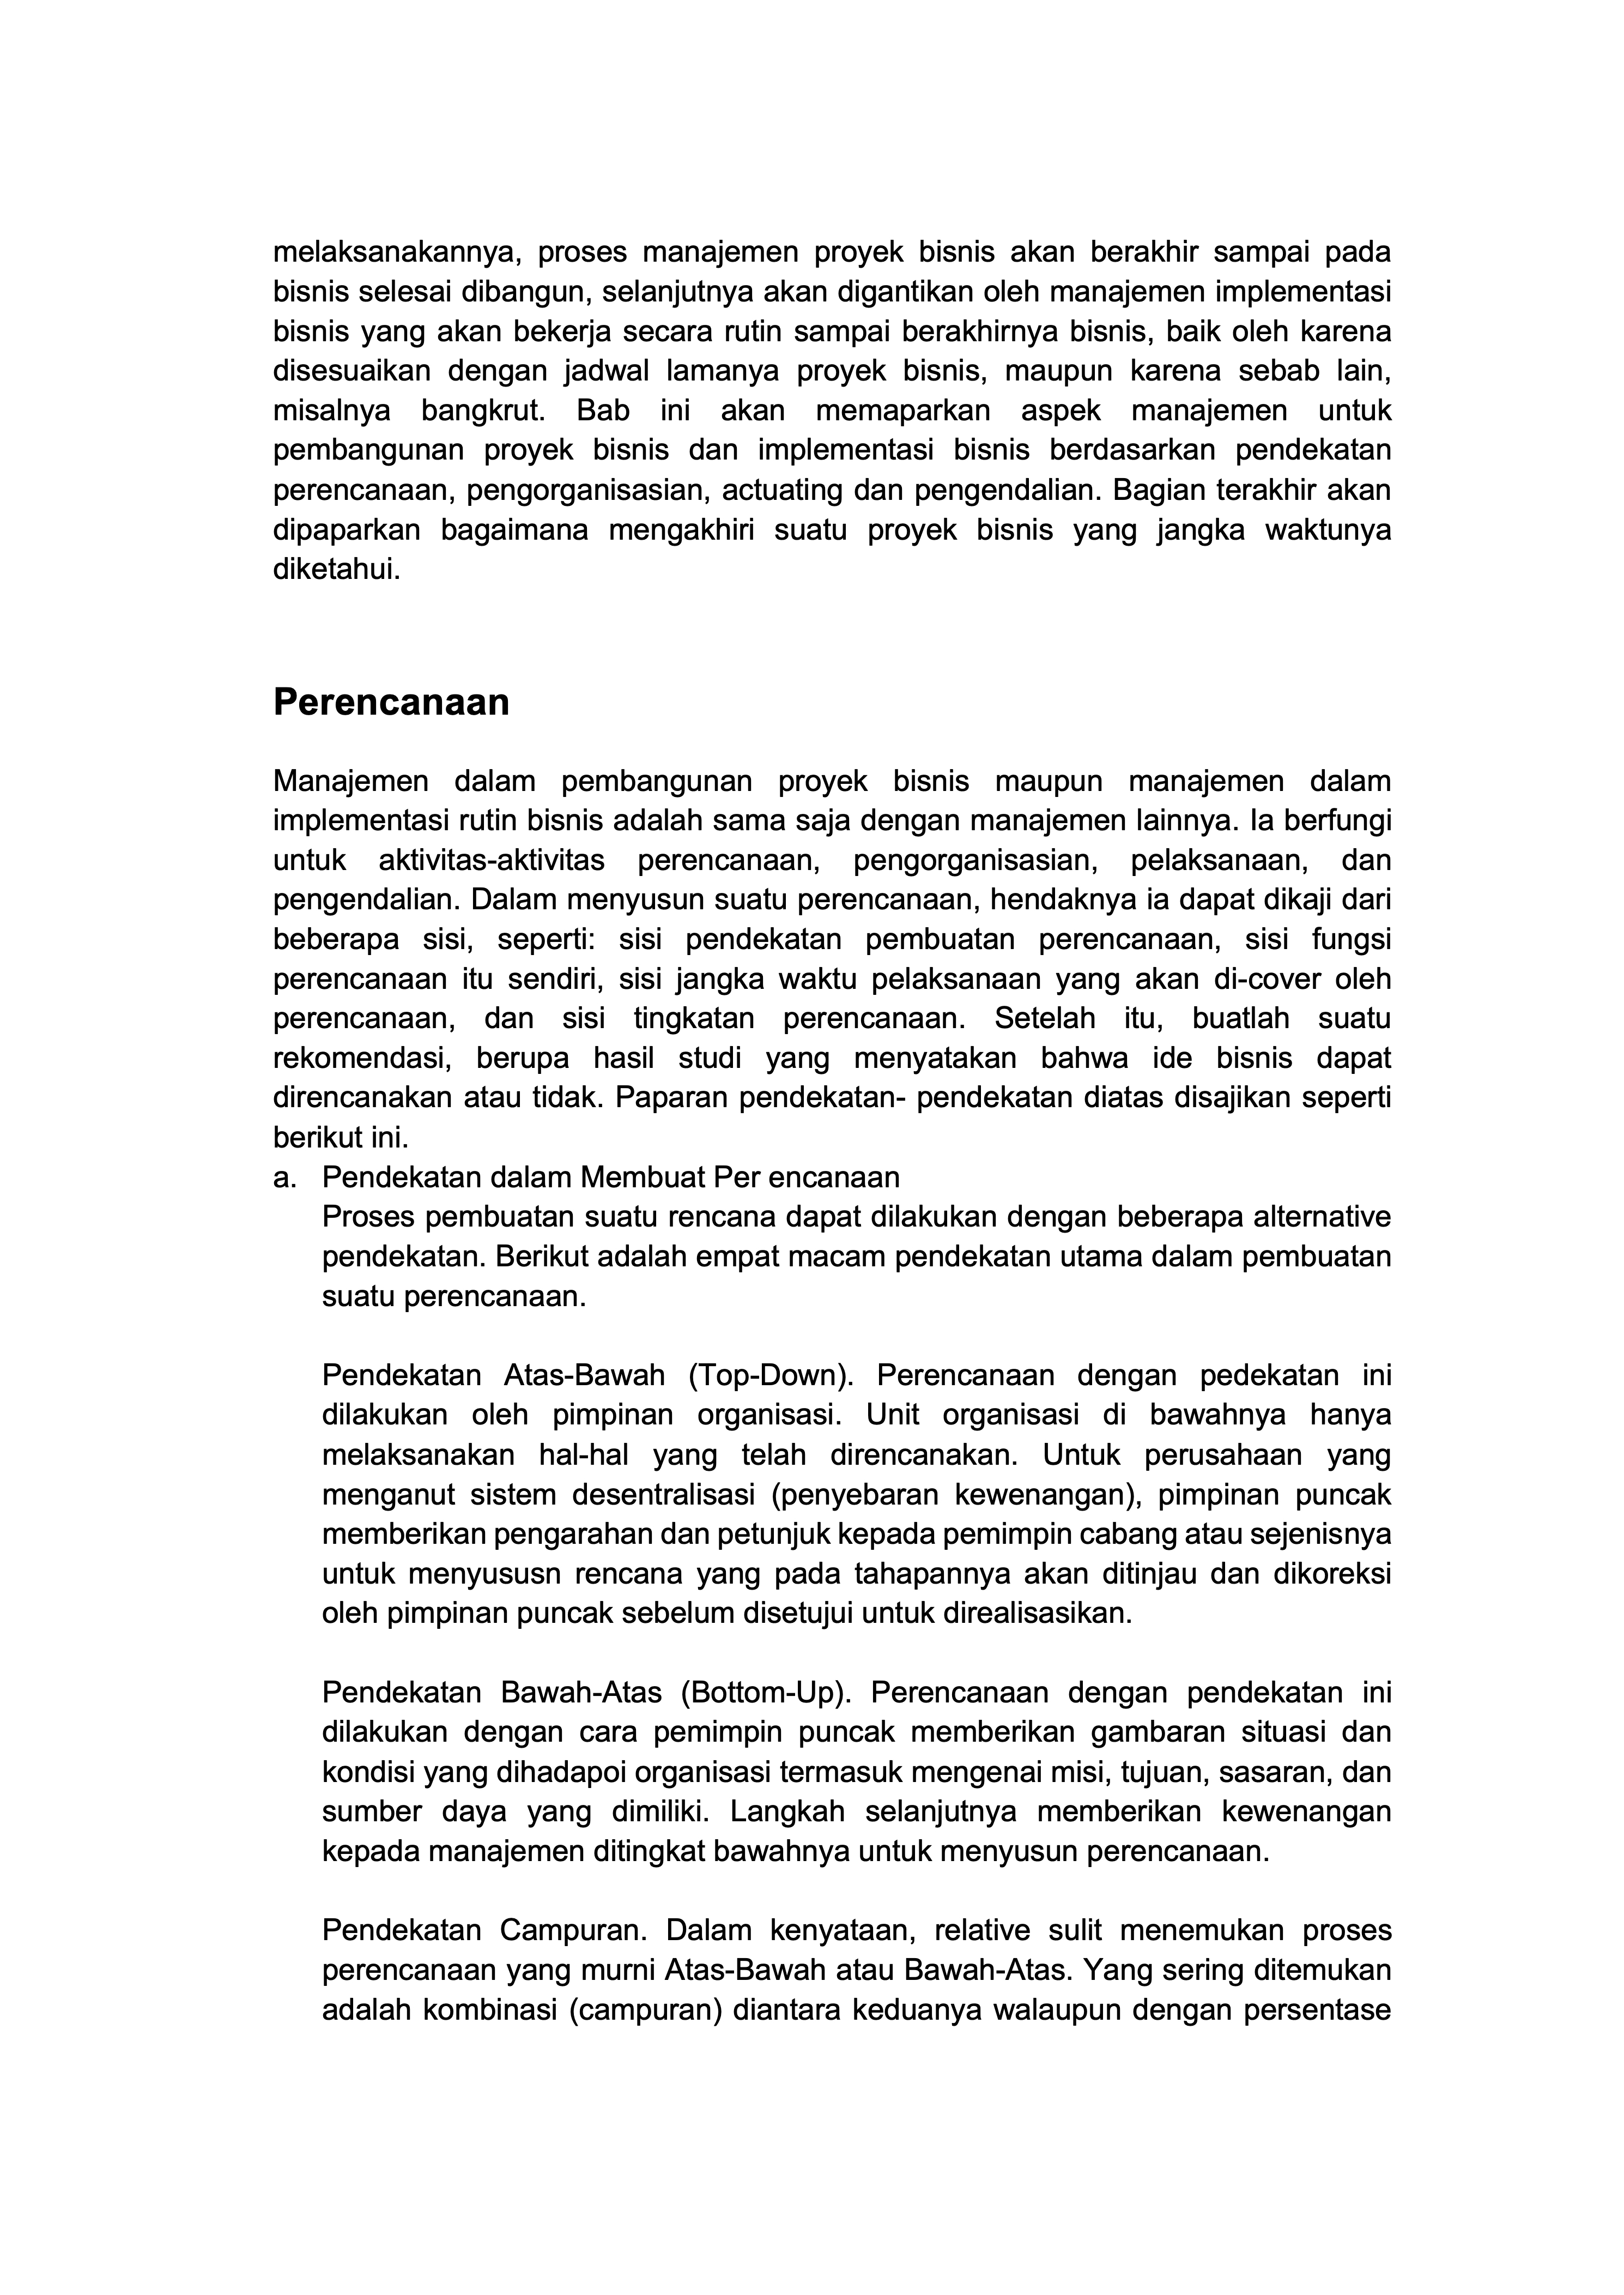 melaksanakannya, proses manajemen proyek bisnis akan berakhir sampai pada
bisnis selesai dibangun, selanjutnya akan digantikan oleh manajemen implementasi
bisnis yang akan bekerja secara rutin sampai berakhirnya bisnis, baik oleh karena
disesuaikan dengan jadwal lamanya proyek bisnis, maupun karena sebab lain,
misalnya bangkrut. Bab ini akan memaparkan aspek manajemen untuk
pembangunan proyek bisnis dan implementasi bisnis berdasarkan pendekatan
perencanaan, pengorganisasian, actuating dan pengendalian. Bagian terakhir akan
dipaparkan bagaimana mengakhiri suatu proyek bisnis yang jangka waktunya
diketahui.
Perencanaan
Manajemen dalam pembangunan proyek bisnis maupun manajemen dalam
implementasi rutin bisnis adalah sama saja dengan manajemen lainnya. Ia berfungi
untuk aktivitas-aktivitas perencanaan, pengorganisasian, pelaksanaan, dan
pengendalian. Dalam menyusun suatu perencanaan, hendaknya ia dapat dikaji dari
beberapa sisi, seperti: sisi pendekatan pembuatan perencanaan, sisi fungsi
perencanaan itu sendiri, sisi jangka waktu pelaksanaan yang akan di-cover oleh
perencanaan, dan sisi tingkatan perencanaan. Setelah itu, buatlah suatu
rekomendasi, berupa hasil studi yang menyatakan bahwa ide bisnis dapat
direncanakan atau tidak. Paparan pendekatan- pendekatan diatas disajikan seperti
berikut ini.
a. Pendekatan dalam Membuat Per encanaan
Proses pembuatan suatu rencana dapat dilakukan dengan beberapa alternative
pendekatan. Berikut adalah empat macam pendekatan utama dalam pembuatan
suatu perencanaan.
Pendekatan Atas-Bawah (Top-Down). Perencanaan dengan pedekatan ini
dilakukan oleh pimpinan organisasi. Unit organisasi di bawahnya hanya
melaksanakan hal-hal yang telah direncanakan. Untuk perusahaan yang
menganut sistem desentralisasi (penyebaran kewenangan), pimpinan puncak
memberikan pengarahan dan petunjuk kepada pemimpin cabang atau sejenisnya
untuk menyususn rencana yang pada tahapannya akan ditinjau dan dikoreksi
oleh pimpinan puncak sebelum disetujui untuk direalisasikan.
Pendekatan Bawah-Atas (Bottom-Up). Perencanaan dengan pendekatan ini
dilakukan dengan cara pemimpin puncak memberikan gambaran situasi dan
kondisi yang dihadapoi organisasi termasuk mengenai misi, tujuan, sasaran, dan
sumber daya yang dimiliki. Langkah selanjutnya memberikan kewenangan
kepada manajemen ditingkat bawahnya untuk menyusun perencanaan.
Pendekatan Campuran. Dalam kenyataan, relative sulit menemukan proses
perencanaan yang murni Atas-Bawah atau Bawah-Atas. Yang sering ditemukan
adalah kombinasi (campuran) diantara keduanya walaupun dengan persentase